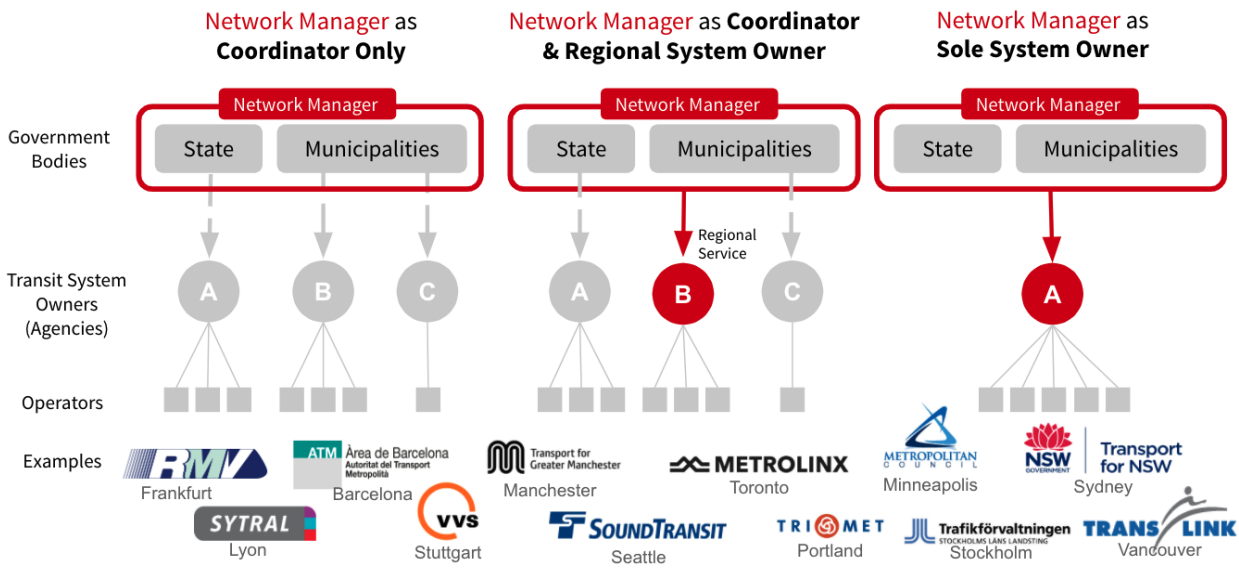 Network Manager as
Coordinator Only
Network Manager as Coordinator
& Regional System Owner
Network Manager as
Sole System Owner
Government
Bodies
Network Manager
State
Municipalities
Network Manager
State
Municipalities
Network Manager
State
Municipalities
Regional
Service
Transit System
Owners
(Agencies)
A
B
C
A
B
C
A
Operators
Examples
RMV
Frankfurt
ATM
Àrea de Barcelona
Autoritat del Transport
Metropolità
Barcelona
Transport for
Greater Manchester
Manchester
METROLINX
Toronto
METROPOLITAN
COUNCIL
Minneapolis
NSW
GOVERNMENT
Transport
for NSW
Sydney
SYTRAL
Lyon
VVS
Stuttgart
SOUNDTRANSIT
Seattle
TRI MET
Portland
Trafikförvaltningen
STOCKHOLMS LÄNS LANDSTING
Stockholm
TRANSLINK
Vancouver